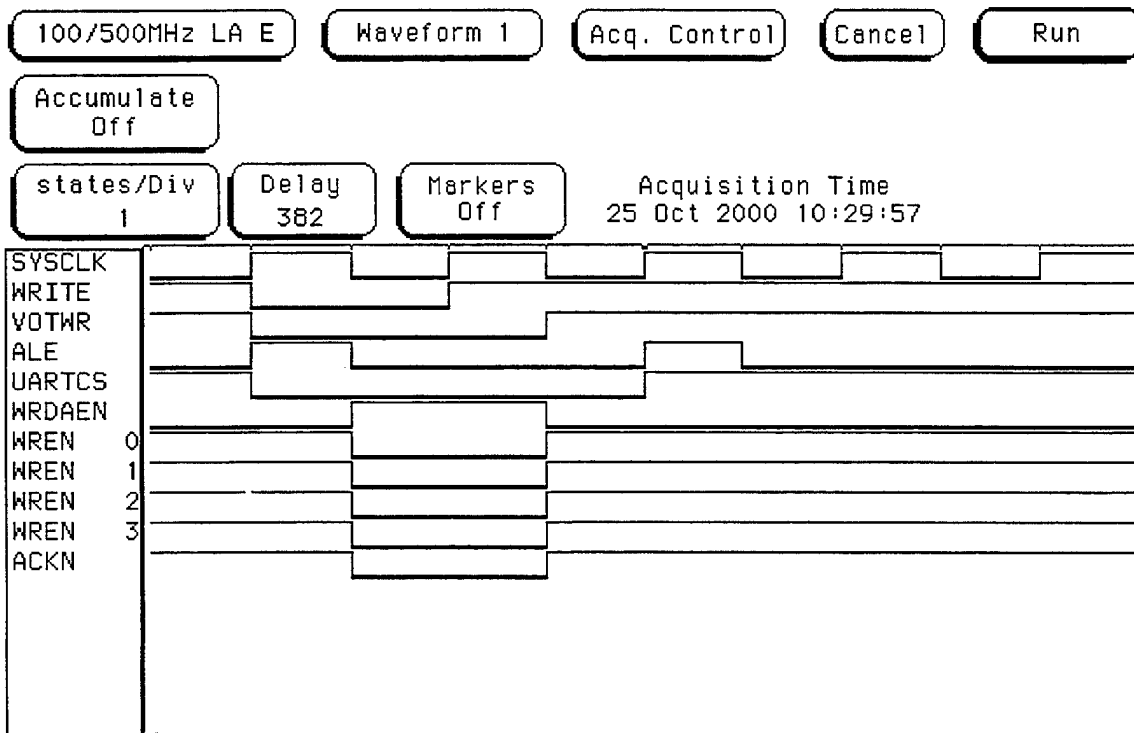 100/500MHz LA E Waveform 1 Acq. Control Cancel Run
Accumulate
Off
states/Div
1
Delay
382
Markers
Off
Acquisition Time
25 Oct 2000 10:29:57
SYSCLK
WRITE
VOTWR
ALE
UARTCS
WRDAEN
WREN 0
WREN 1
WREN 2
WREN 3
ACKN